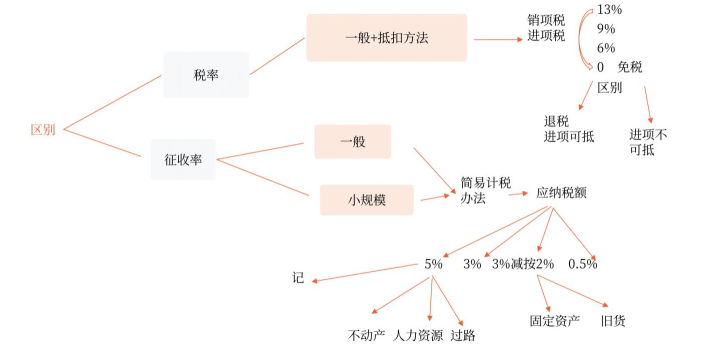 区别
税率
一般+抵扣方法
销项税
进项税
13%
9%
6%
0 免税
区别
退税
进项可抵
进项不
可抵
征收率
一般
小规模
简易计税
办法
应纳税额
5% 3% 3%减按2% 0.5%
记
不动产 人力资源 过路
固定资产 旧货